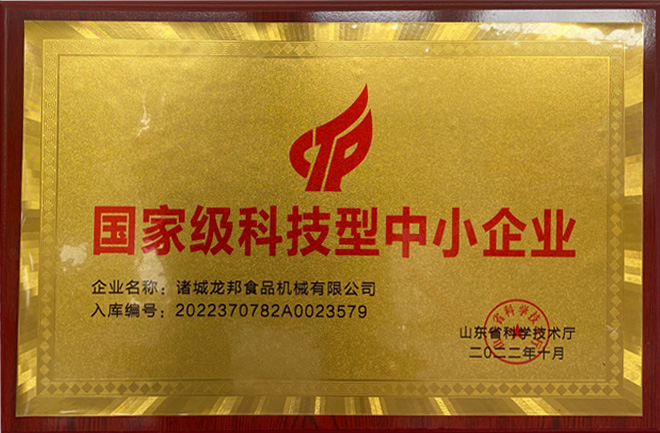 国家级科技型中小企业
企业名称：诸城龙邦食品机械有限公司
入库编号：2022370782A0023579
山东省科学技术厅
二〇二二年十月